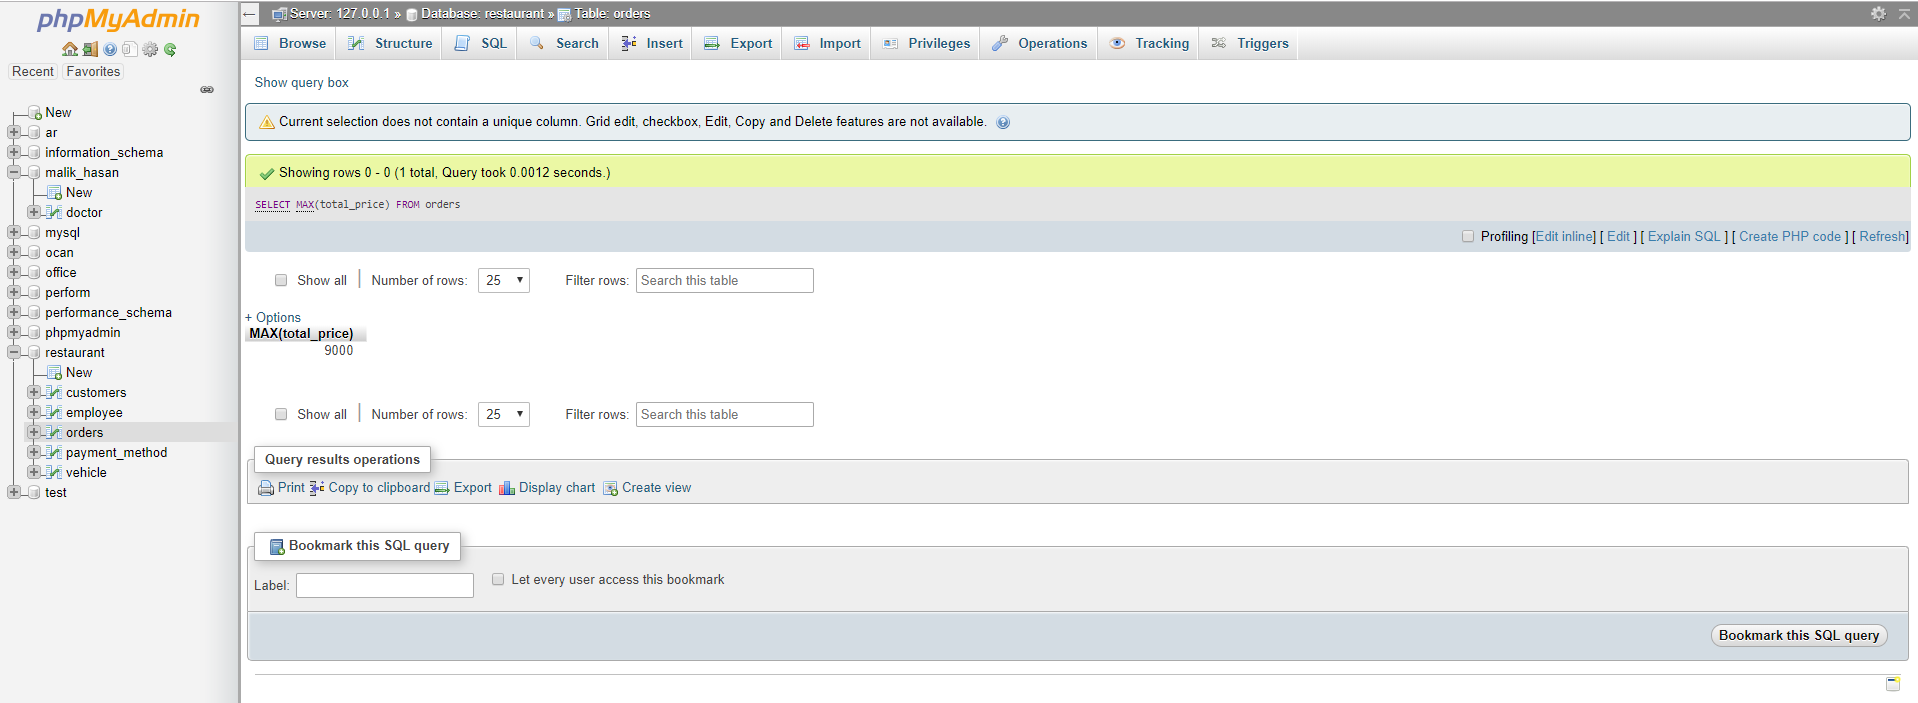 phpMyAdmin
Recent Favorites
New
ar
information_schema
malik_hasan
New
doctor
mysql
ocan
office
perform
performance_schema
phpmyadmin
restaurant
New
customers
employee
orders
payment_method
vehicle
test
Server: 127.0.0.1 » Database: restaurant » Table: orders
Browse Structure SQL Search Insert Export Import Privileges Operations Tracking Triggers
Show query box
Current selection does not contain a unique column. Grid edit, checkbox, Edit, Copy and Delete features are not available.
Showing rows 0 - 0 (1 total, Query took 0.0012 seconds.)
SELECT MAX(total_price) FROM orders
Profiling [Edit inline] [ Edit ] [ Explain SQL ] [ Create PHP code ] [ Refresh]
Show all | Number of rows: 25 Filter rows: Search this table
+ Options
MAX(total_price)
9000
Show all | Number of rows: 25 Filter rows: Search this table
Query results operations
Print Copy to clipboard Export Display chart Create view
Bookmark this SQL query
Label: Let every user access this bookmark
Bookmark this SQL query